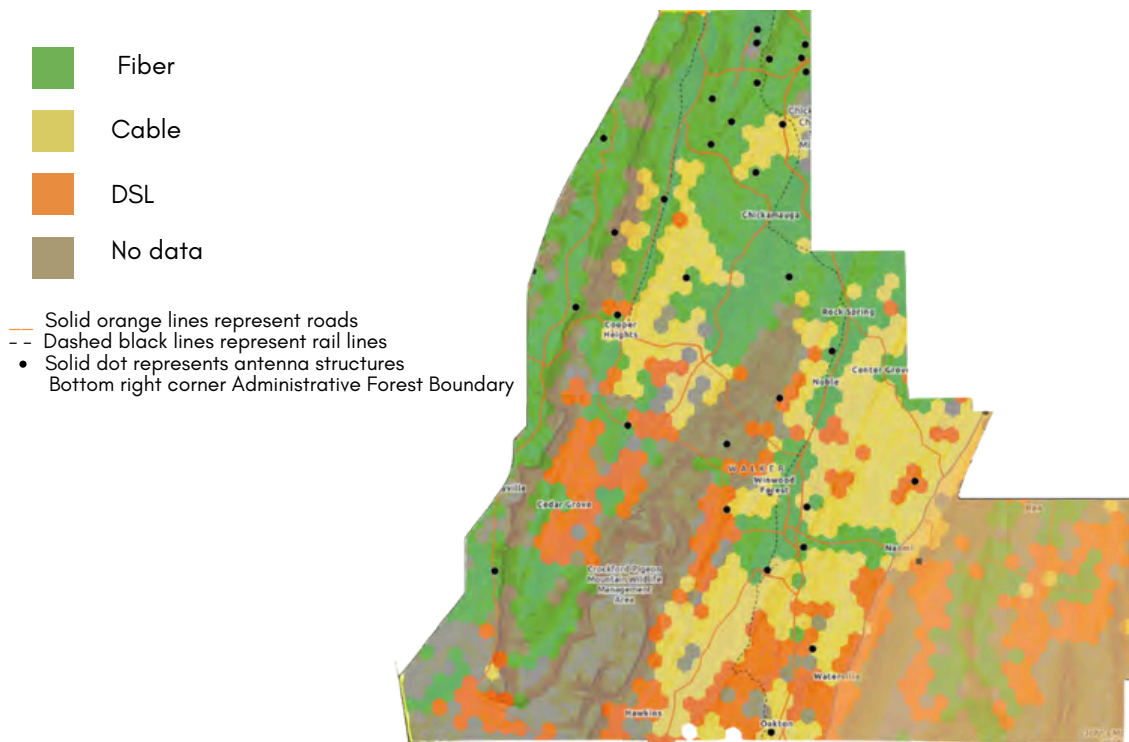 Fiber
Cable
DSL
No data
Solid orange lines represent roads
Dashed black lines represent rail lines
Solid dot represents antenna structures
Bottom right corner Administrative Forest Boundary
Chickamauga
Rock Spring
Cooper
Heights
Center Grove
Noble
WALKER
Winwood
Forest
Cedar Grove
Naomi
Crockford-Pigeon
Mountain Wildlife
Management
Area
Waterville
Hawkins
Oakton